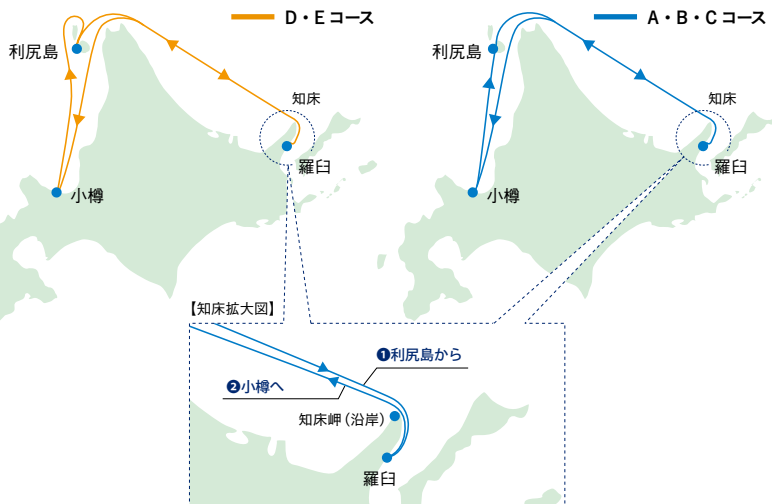 D・Eコース
利尻島
知床
羅臼
小樽
A・B・Cコース
利尻島
知床
羅臼
小樽
【知床拡大図】
❶利尻島から
❷小樽へ
知床岬（沿岸）
羅臼